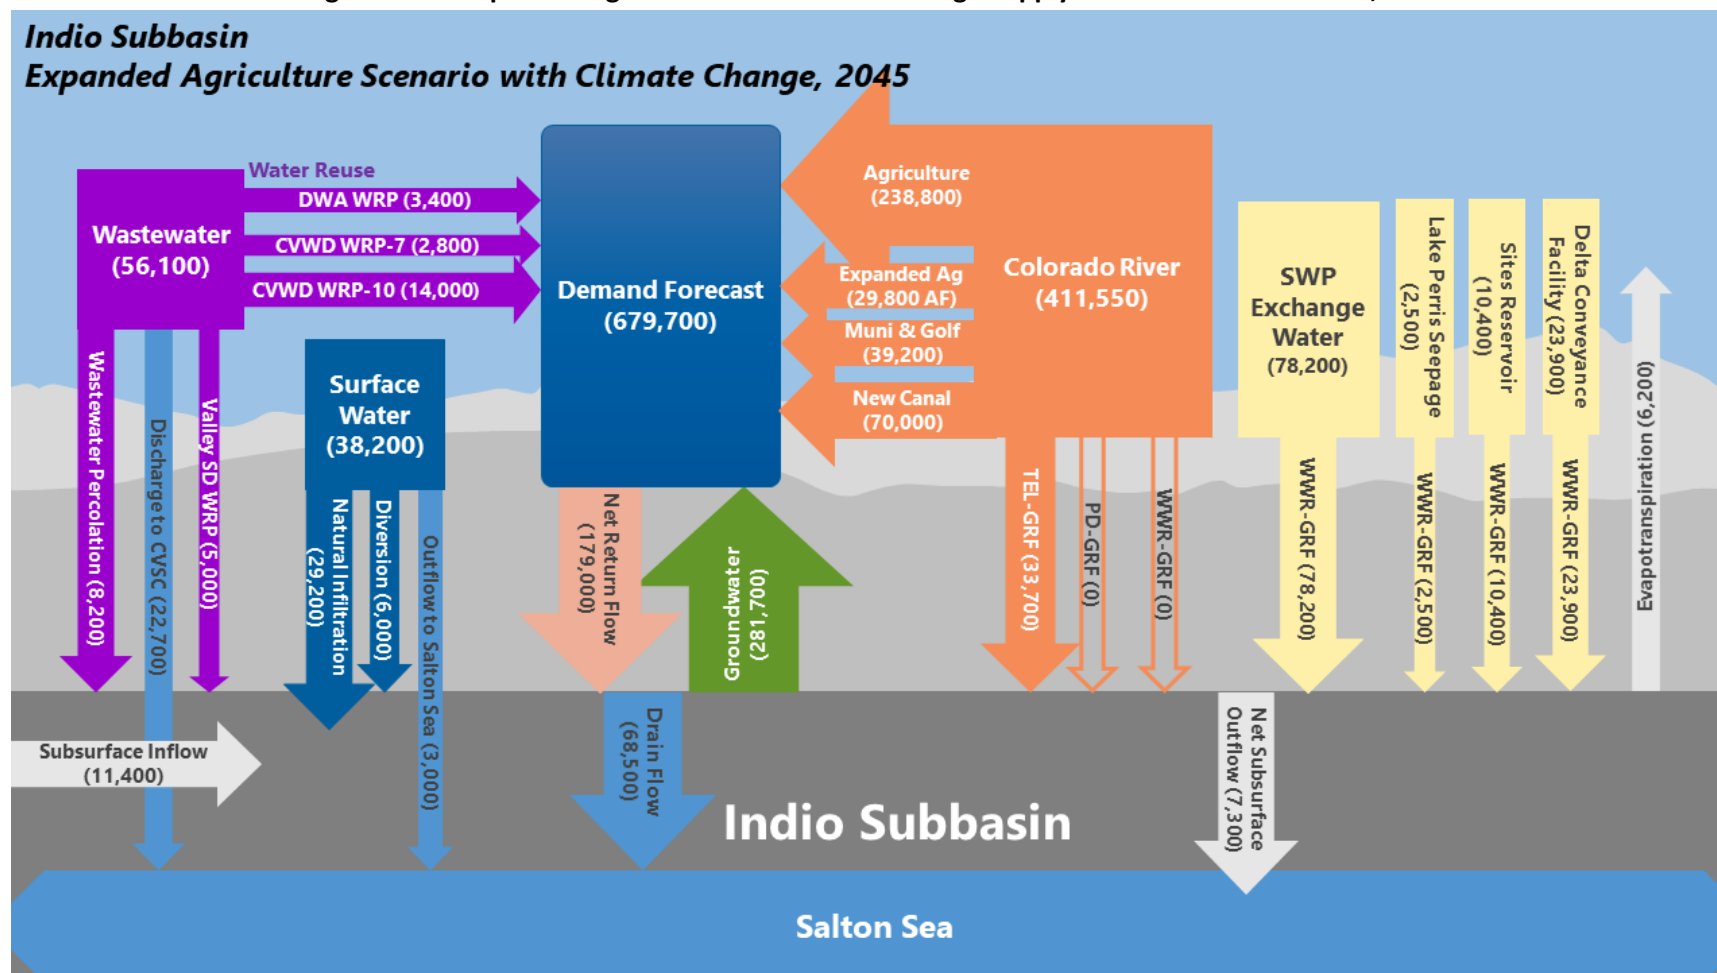 Indio Subbasin
Expanded Agriculture Scenario with Climate Change, 2045
Water Reuse
DWA WRP (3,400)
CVWD WRP-7 (2,800)
CVWD WRP-10 (14,000)
Wastewater
(56,100)
Wastewater Percolation (8,200)
Discharge to CVSC (22,700)
Valley SD WRP (5,000)
Surface
Water
(38,200)
Natural Infiltration
(29,200)
Diversion (6,000)
Outflow to Salton Sea (3,000)
Demand Forecast
(679,700)
Net Return Flow
(179,000)
Groundwater
(281,700)
Agriculture
(238,800)
Expanded Ag
(29,800 AF)
Muni & Golf
(39,200)
New Canal
(70,000)
Colorado River
(411,550)
TEL-GRF (33,700)
PD-GRF (0)
WWR-GRF (0)
SWP
Exchange
Water
(78,200)
WWR-GRF (78,200)
Lake Perris Seepage
(2,500)
WWR-GRF (2,500)
Sites Reservoir
(10,400)
WWR-GRF (10,400)
Delta Conveyance
Facility (23,900)
WWR-GRF (23,900)
Evapotranspiration (6,200)
Subsurface Inflow
(11,400)
Drain Flow
(68,500)
Net Subsurface
Outflow (7,300)
Indio Subbasin
Salton Sea